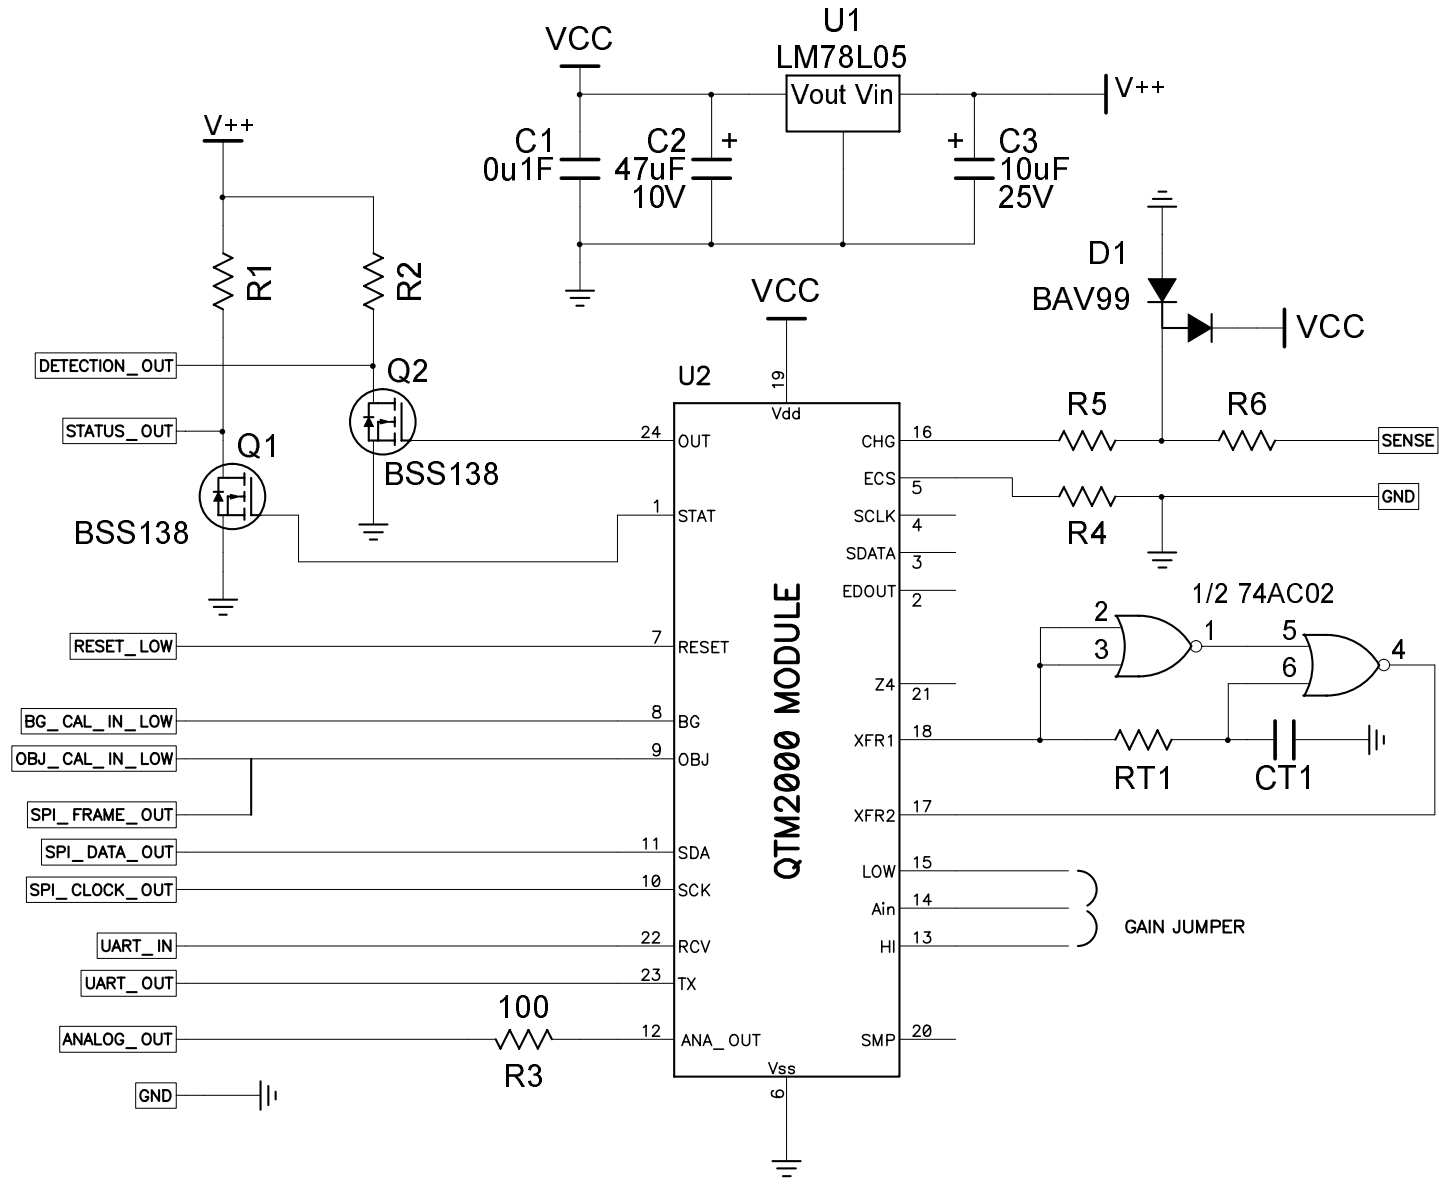 U1
LM78L05
VCC
Vout Vin
V++
C1
0u1F
C2
+
47uF
10V
+
C3
10uF
25V
V++
R1
R2
D1
BAV99
VCC
VCC
DETECTION_OUT
STATUS_OUT
Q2
BSS138
Q1
BSS138
U2
QTM2000 MODULE
19
Vdd
24
OUT
1
STAT
7
RESET
8
BG
9
OBJ
11
SDA
10
SCK
22
RCV
23
TX
12
ANA_OUT
Vss
6
CHG
16
ECS
5
SCLK
4
SDATA
3
EDOUT
2
Z4
21
XFR1
18
XFR2
17
LOW
15
Ain
14
HI
13
SMP
20
R5
R6
SENSE
R4
GND
1/2 74AC02
2
3
1
5
6
4
RT1
CT1
GAIN JUMPER
RESET_LOW
BG_CAL_IN_LOW
OBJ_CAL_IN_LOW
SPI_FRAME_OUT
SPI_DATA_OUT
SPI_CLOCK_OUT
UART_IN
UART_OUT
ANALOG_OUT
100
R3
GND